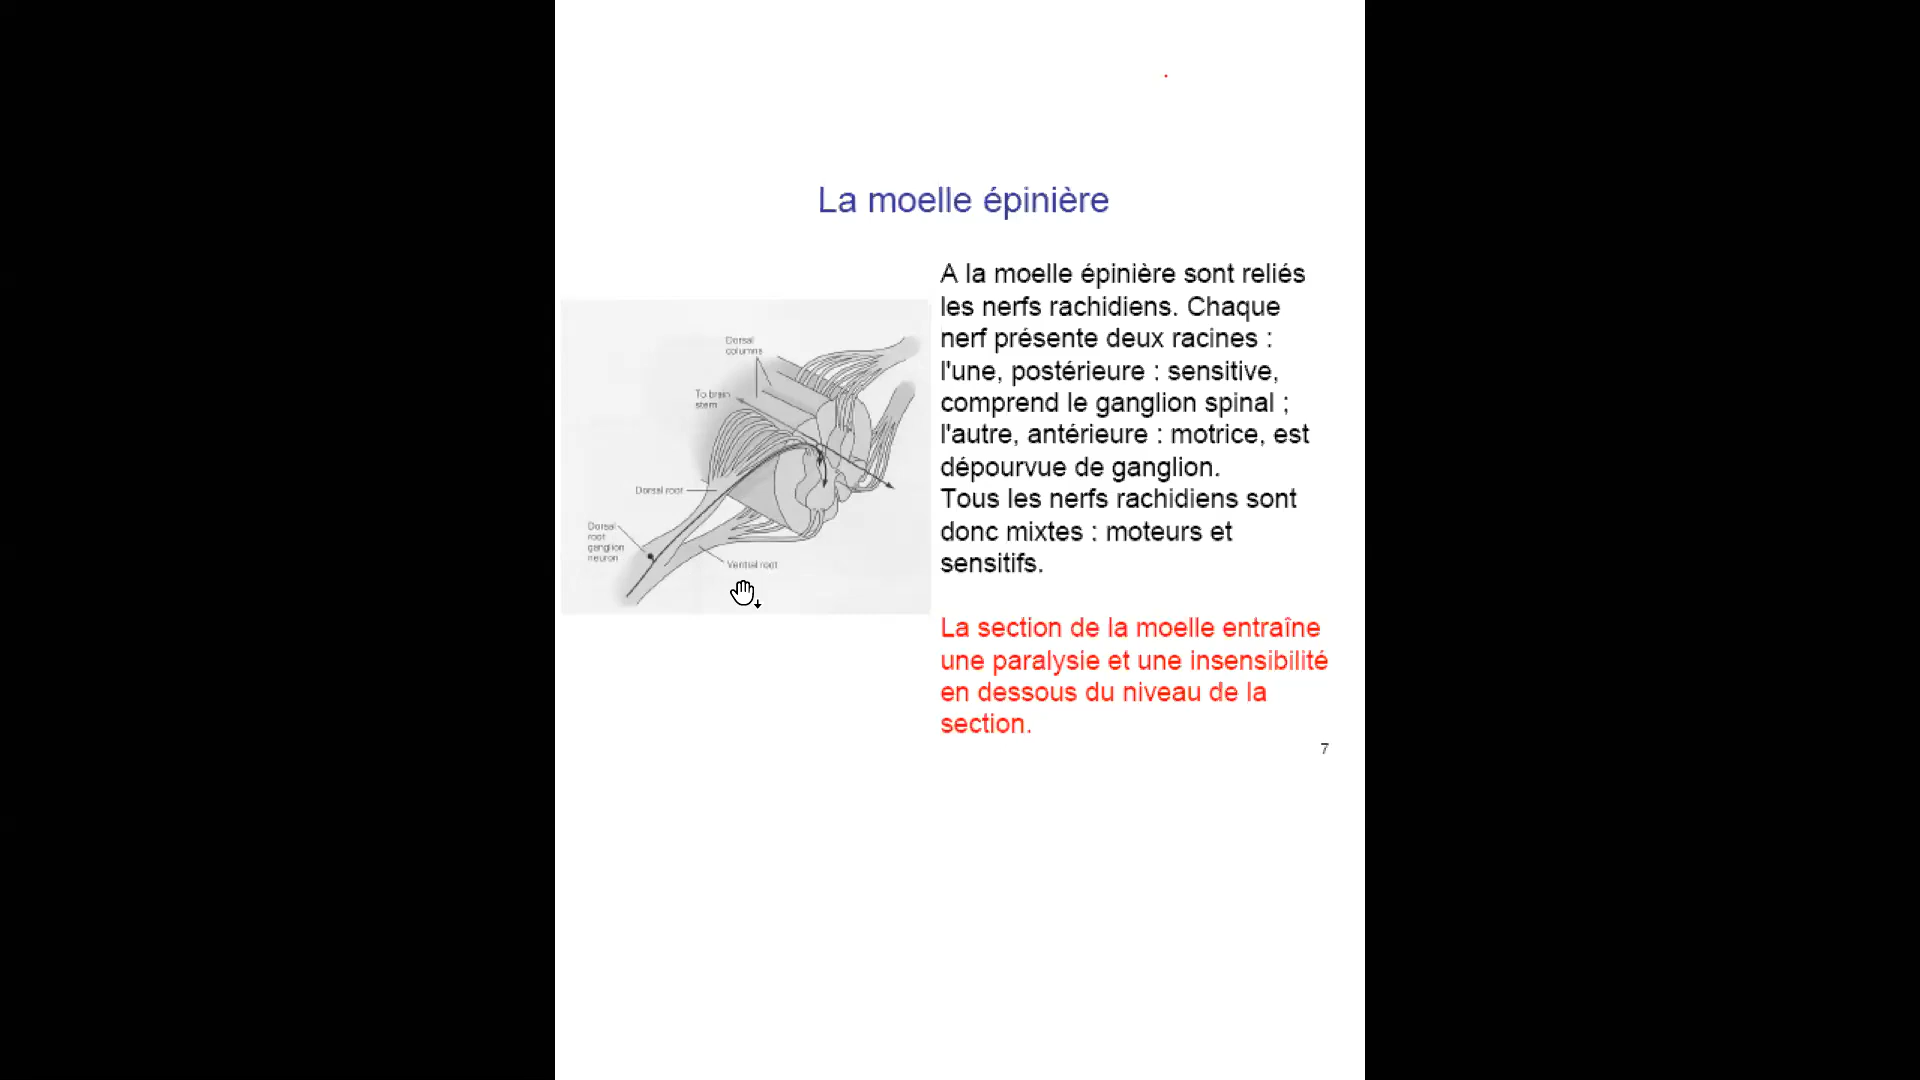 La moelle épinière
A la moelle épinière sont reliés
les nerfs rachidiens. Chaque
nerf présente deux racines :
l'une, postérieure : sensitive,
comprend le ganglion spinal ;
l'autre, antérieure : motrice, est
dépourvue de ganglion.
Tous les nerfs rachidiens sont
donc mixtes : moteurs et
sensitifs.
La section de la moelle entraîne
une paralysie et une insensibilité
en dessous du niveau de la
section.
Dorsal
columns
To brain
stem
Dorsal root
Dorsal
root
ganglion
neuron
Ventral root
7